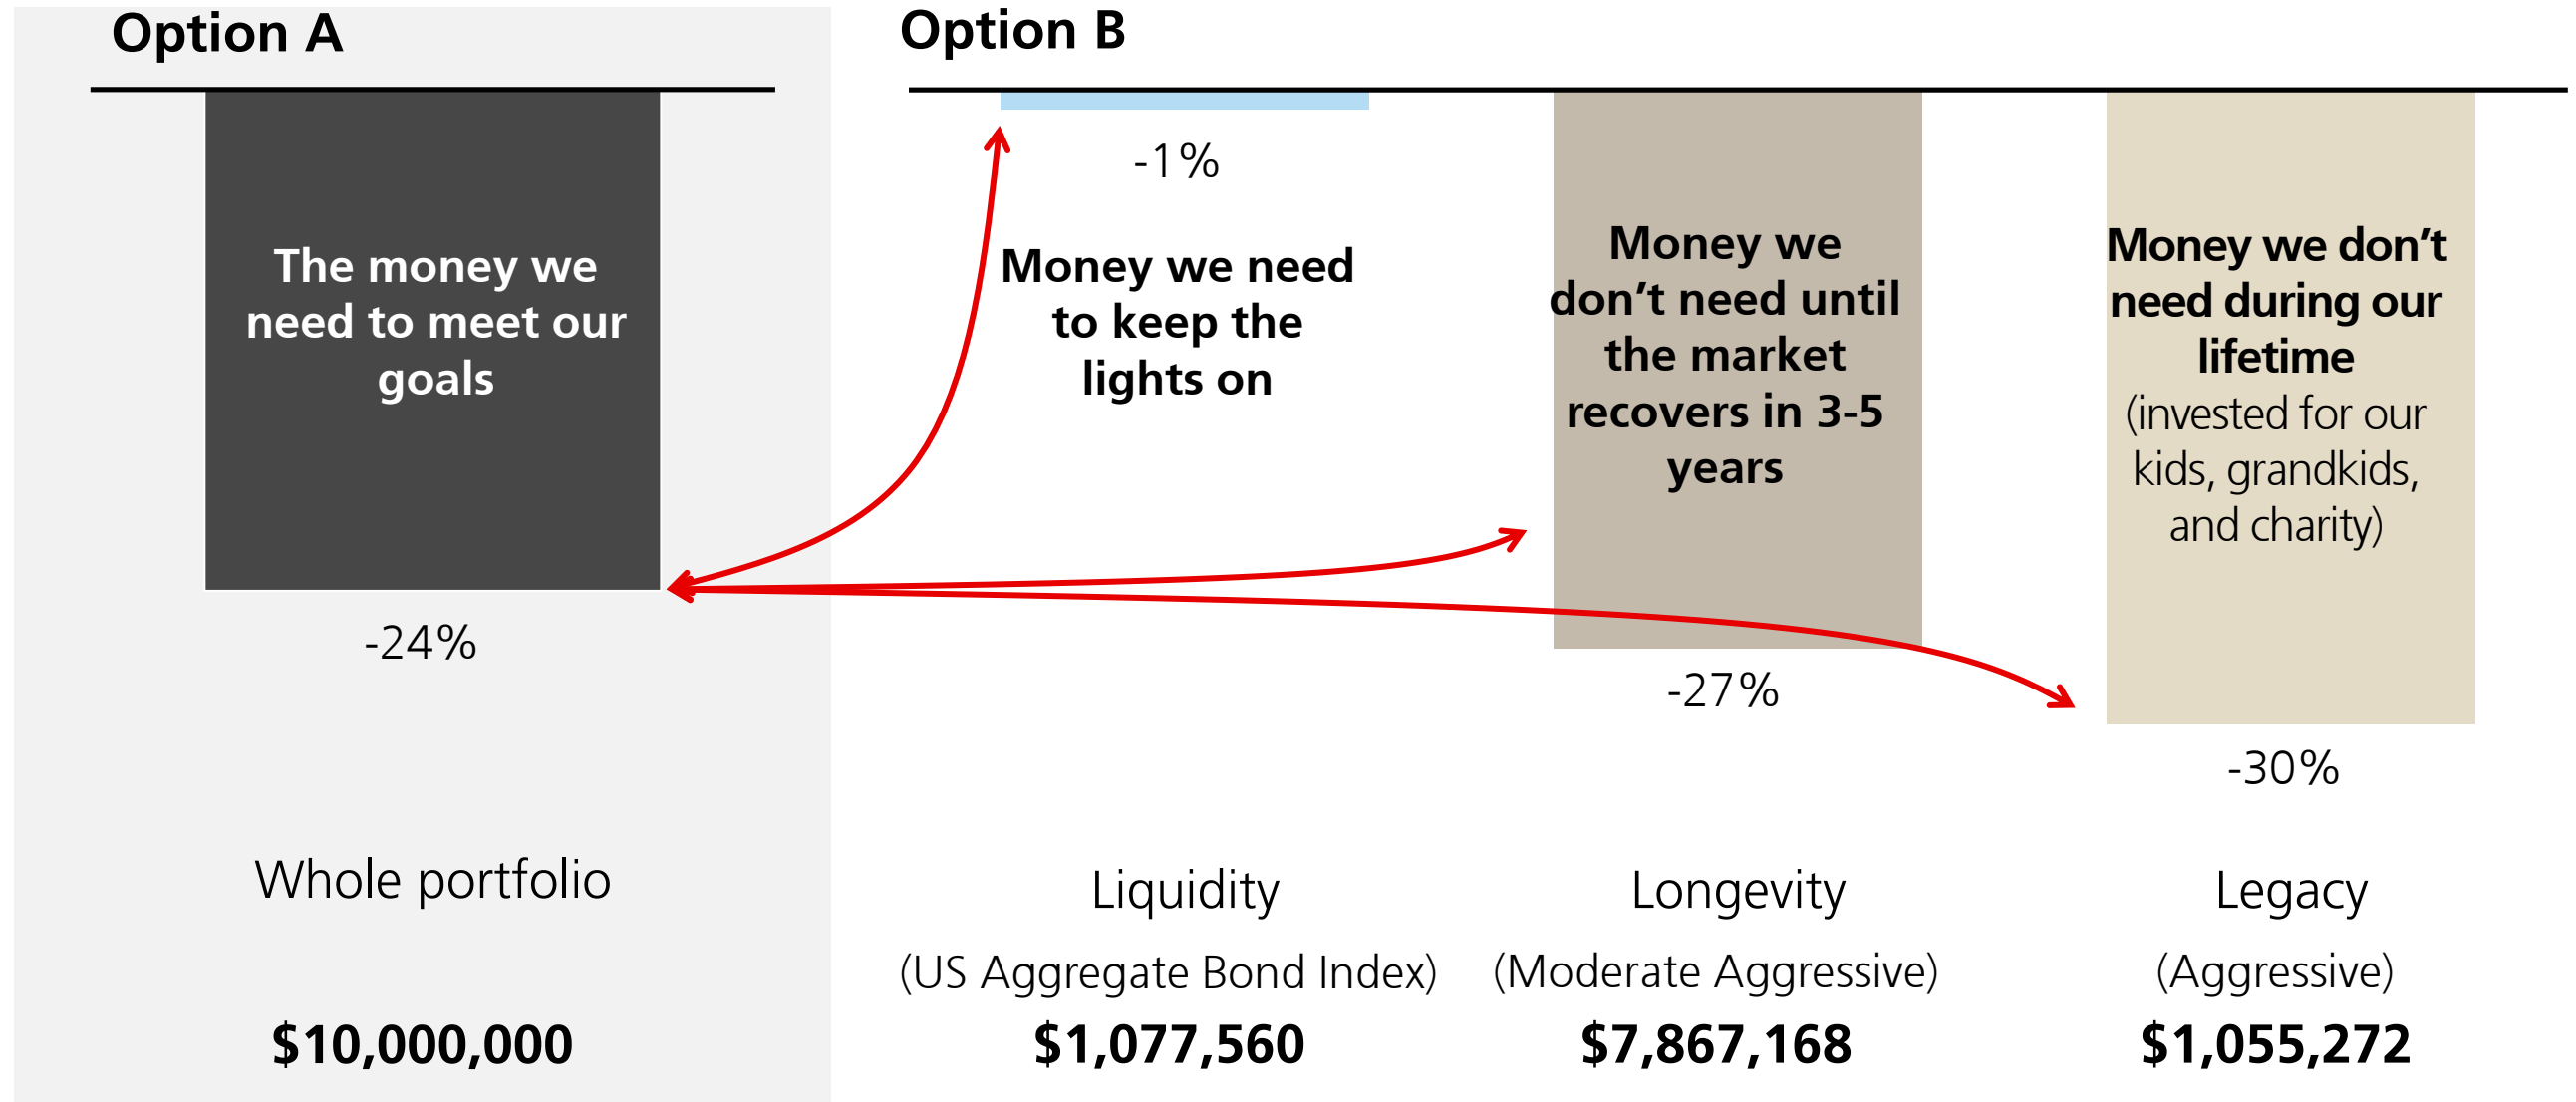 Option A
The money we
need to meet our
goals
-24%
Whole portfolio
$10,000,000
Option B
-1%
Money we need
to keep the
lights on
Liquidity
(US Aggregate Bond Index)
$1,077,560
Money we
don’t need until
the market
recovers in 3-5
years
-27%
Longevity
(Moderate Aggressive)
$7,867,168
Money we don’t
need during our
lifetime
(invested for our
kids, grandkids,
and charity)
-30%
Legacy
(Aggressive)
$1,055,272